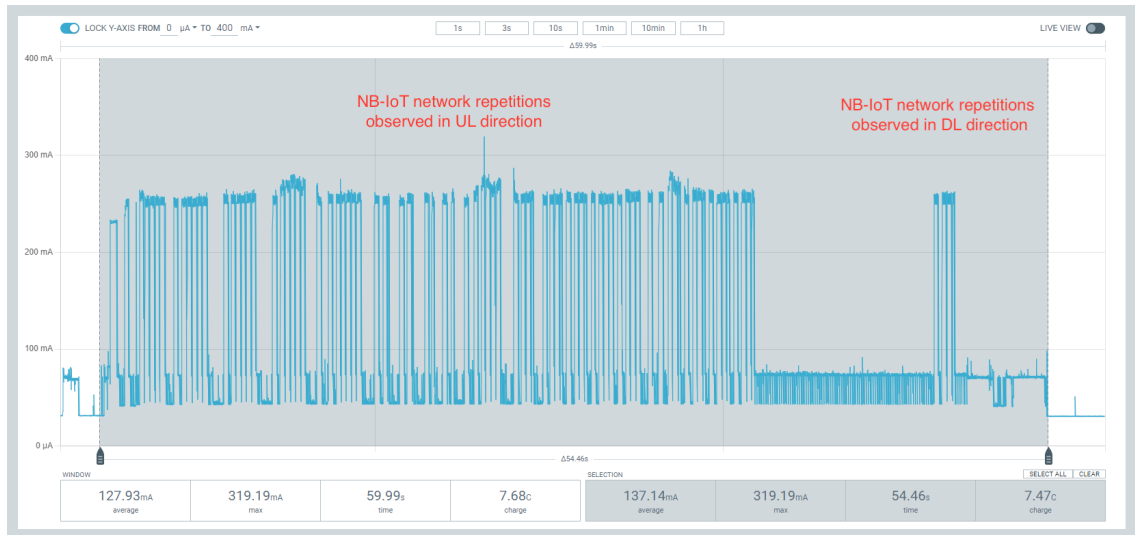 LOCK Y-AXIS FROM 0 µA TO 400 mA
1s 3s 10s 1min 10min 1h
LIVE VIEW
Δ59.99s
400 mA
NB-IoT network repetitions
observed in UL direction
NB-IoT network repetitions
observed in DL direction
300 mA
200 mA
100 mA
0 µA
Δ54.46s
WINDOW
SELECTION
SELECT ALL CLEAR
127.93mA 319.19mA 59.99s 7.68C
average max time charge
137.14mA 319.19mA 54.46s 7.47C
average max time charge